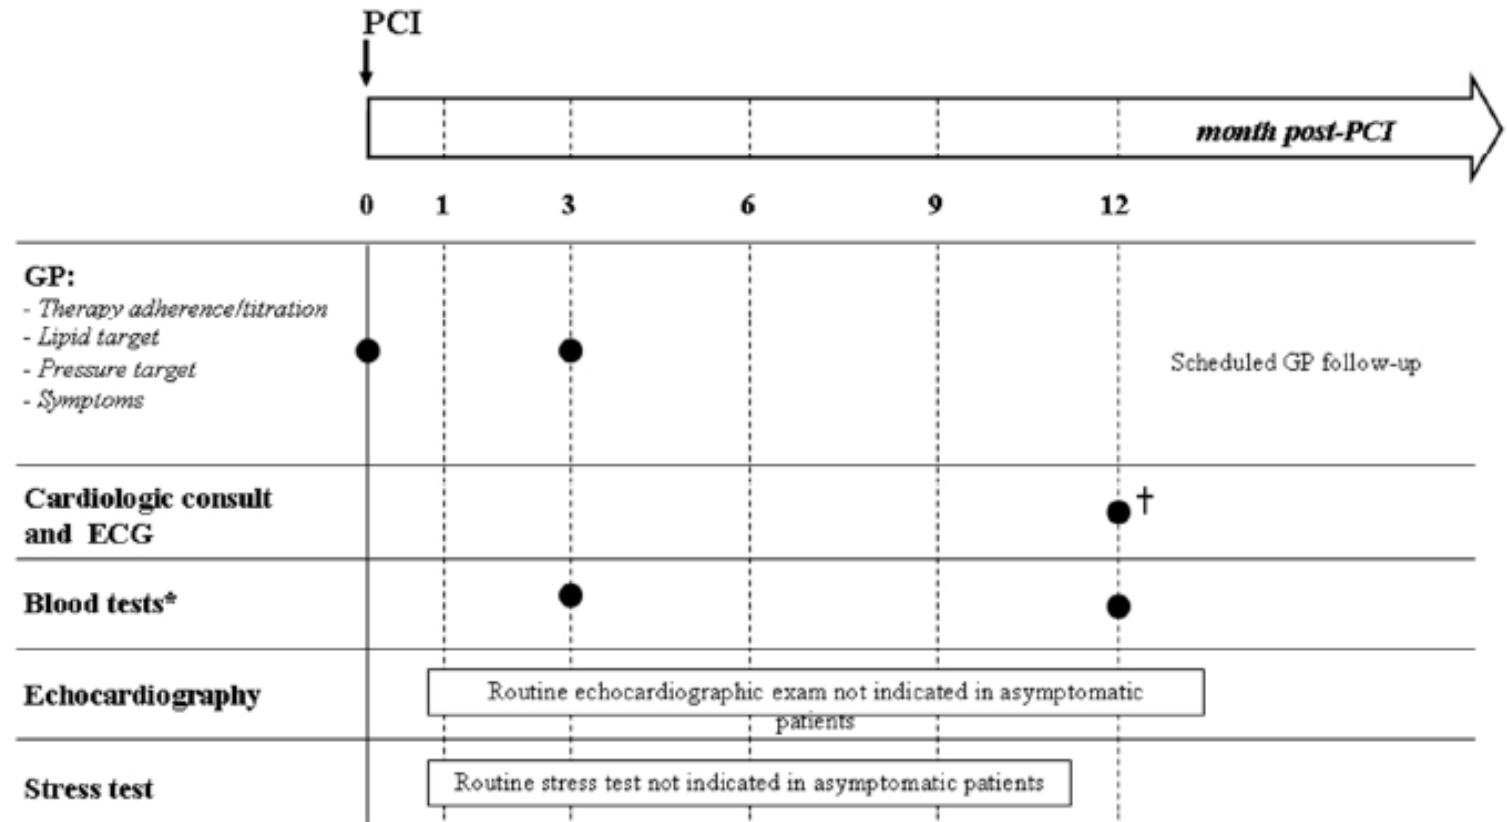 PCI
month post-PCI
0 1 3 6 9 12
GP:
- Therapy adherence/titration
- Lipid target
- Pressure target
- Symptoms
Scheduled GP follow-up
Cardiologic consult
and ECG
†
Blood tests*
Echocardiography
Routine echocardiographic exam not indicated in asymptomatic
patients
Stress test
Routine stress test not indicated in asymptomatic patients